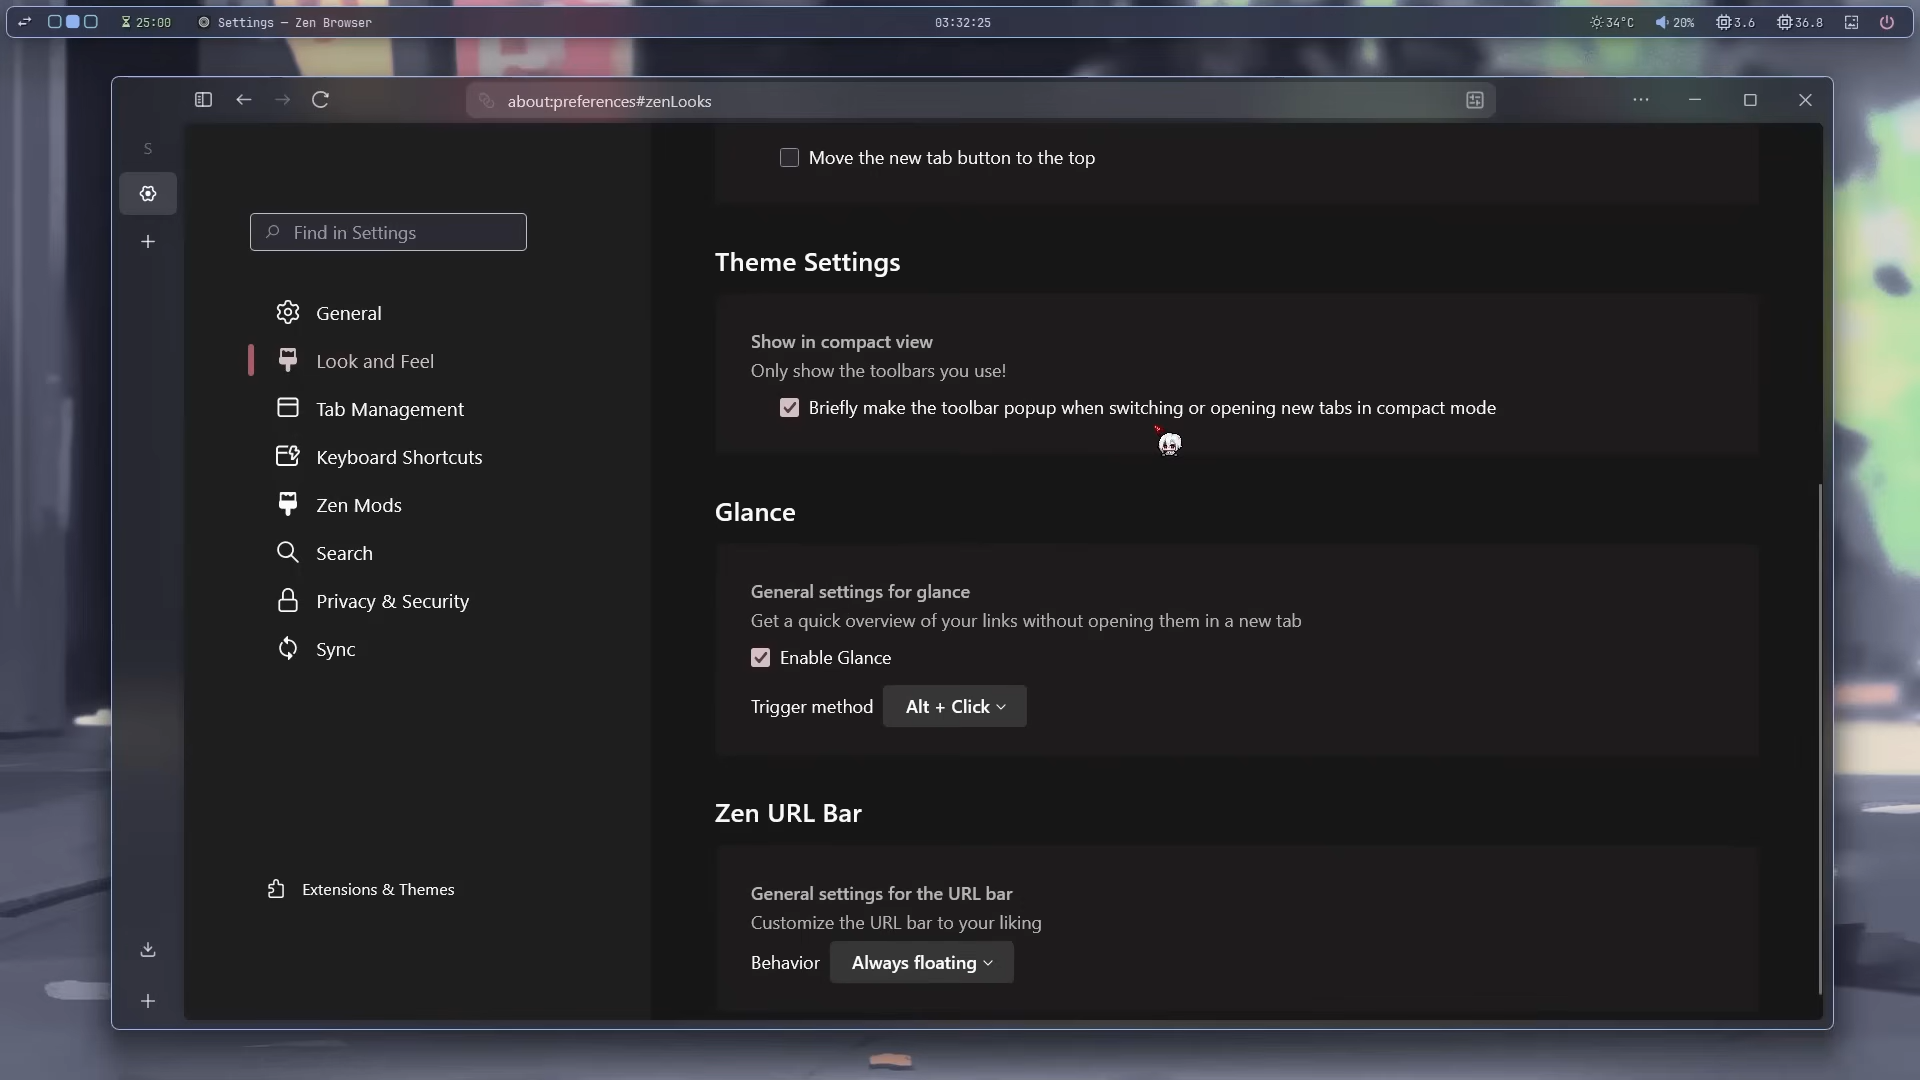 25:00
Settings — Zen Browser
03:32:25
34°C
20%
3.6
36.8
about:preferences#zenLooks
S
Move the new tab button to the top
Find in Settings
General
Look and Feel
Tab Management
Keyboard Shortcuts
Zen Mods
Search
Privacy & Security
Sync
Extensions & Themes
Theme Settings
Show in compact view
Only show the toolbars you use!
Briefly make the toolbar popup when switching or opening new tabs in compact mode
Glance
General settings for glance
Get a quick overview of your links without opening them in a new tab
Enable Glance
Trigger method Alt + Click
Zen URL Bar
General settings for the URL bar
Customize the URL bar to your liking
Behavior Always floating